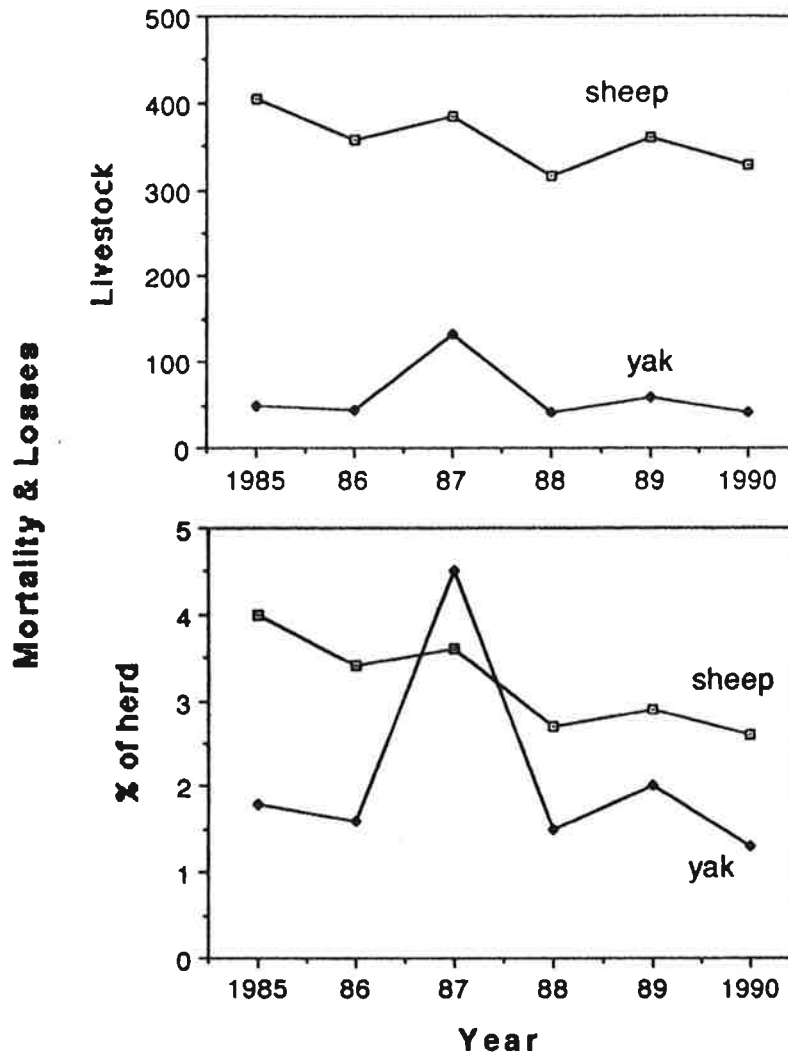 Mortality & Losses
Livestock
500
400
300
200
100
0
sheep
yak
1985 86 87 88 89 1990
% of herd
5
4
3
2
1
0
sheep
yak
1985 86 87 88 89 1990
Year